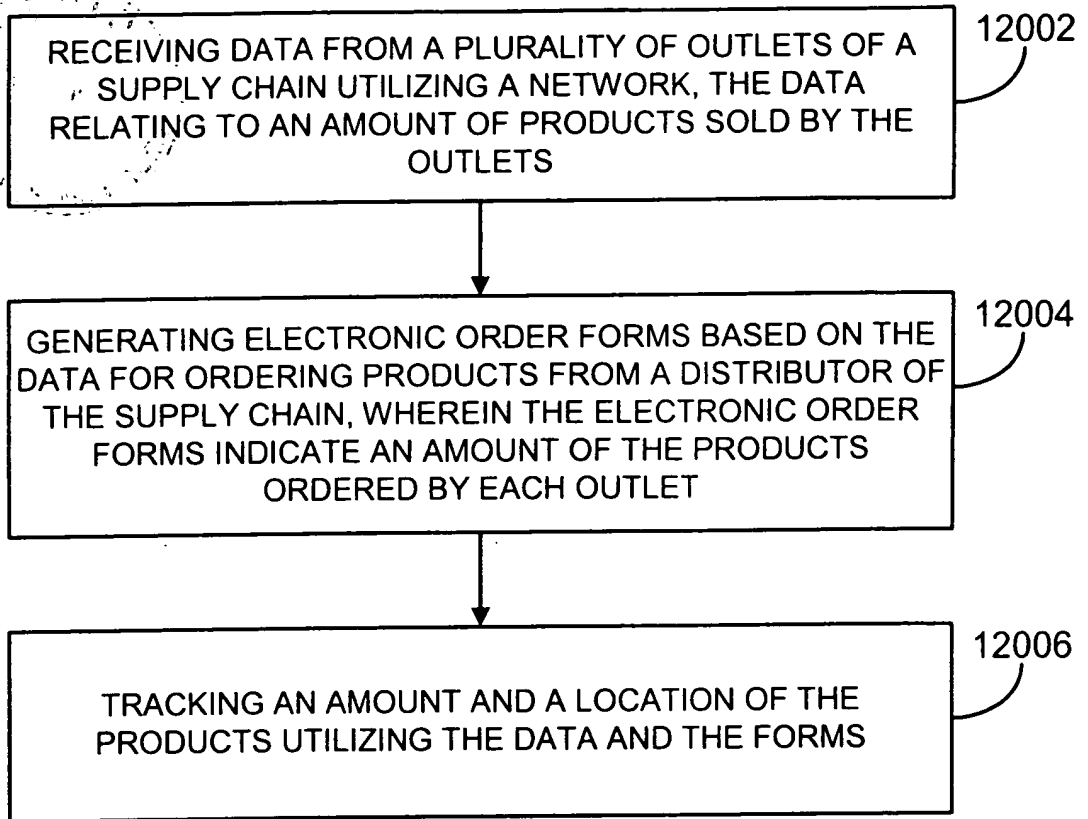 RECEIVING DATA FROM A PLURALITY OF OUTLETS OF A
SUPPLY CHAIN UTILIZING A NETWORK, THE DATA
RELATING TO AN AMOUNT OF PRODUCTS SOLD BY THE
OUTLETS
12002
GENERATING ELECTRONIC ORDER FORMS BASED ON THE
DATA FOR ORDERING PRODUCTS FROM A DISTRIBUTOR OF
THE SUPPLY CHAIN, WHEREIN THE ELECTRONIC ORDER
FORMS INDICATE AN AMOUNT OF THE PRODUCTS
ORDERED BY EACH OUTLET
12004
TRACKING AN AMOUNT AND A LOCATION OF THE
PRODUCTS UTILIZING THE DATA AND THE FORMS
12006